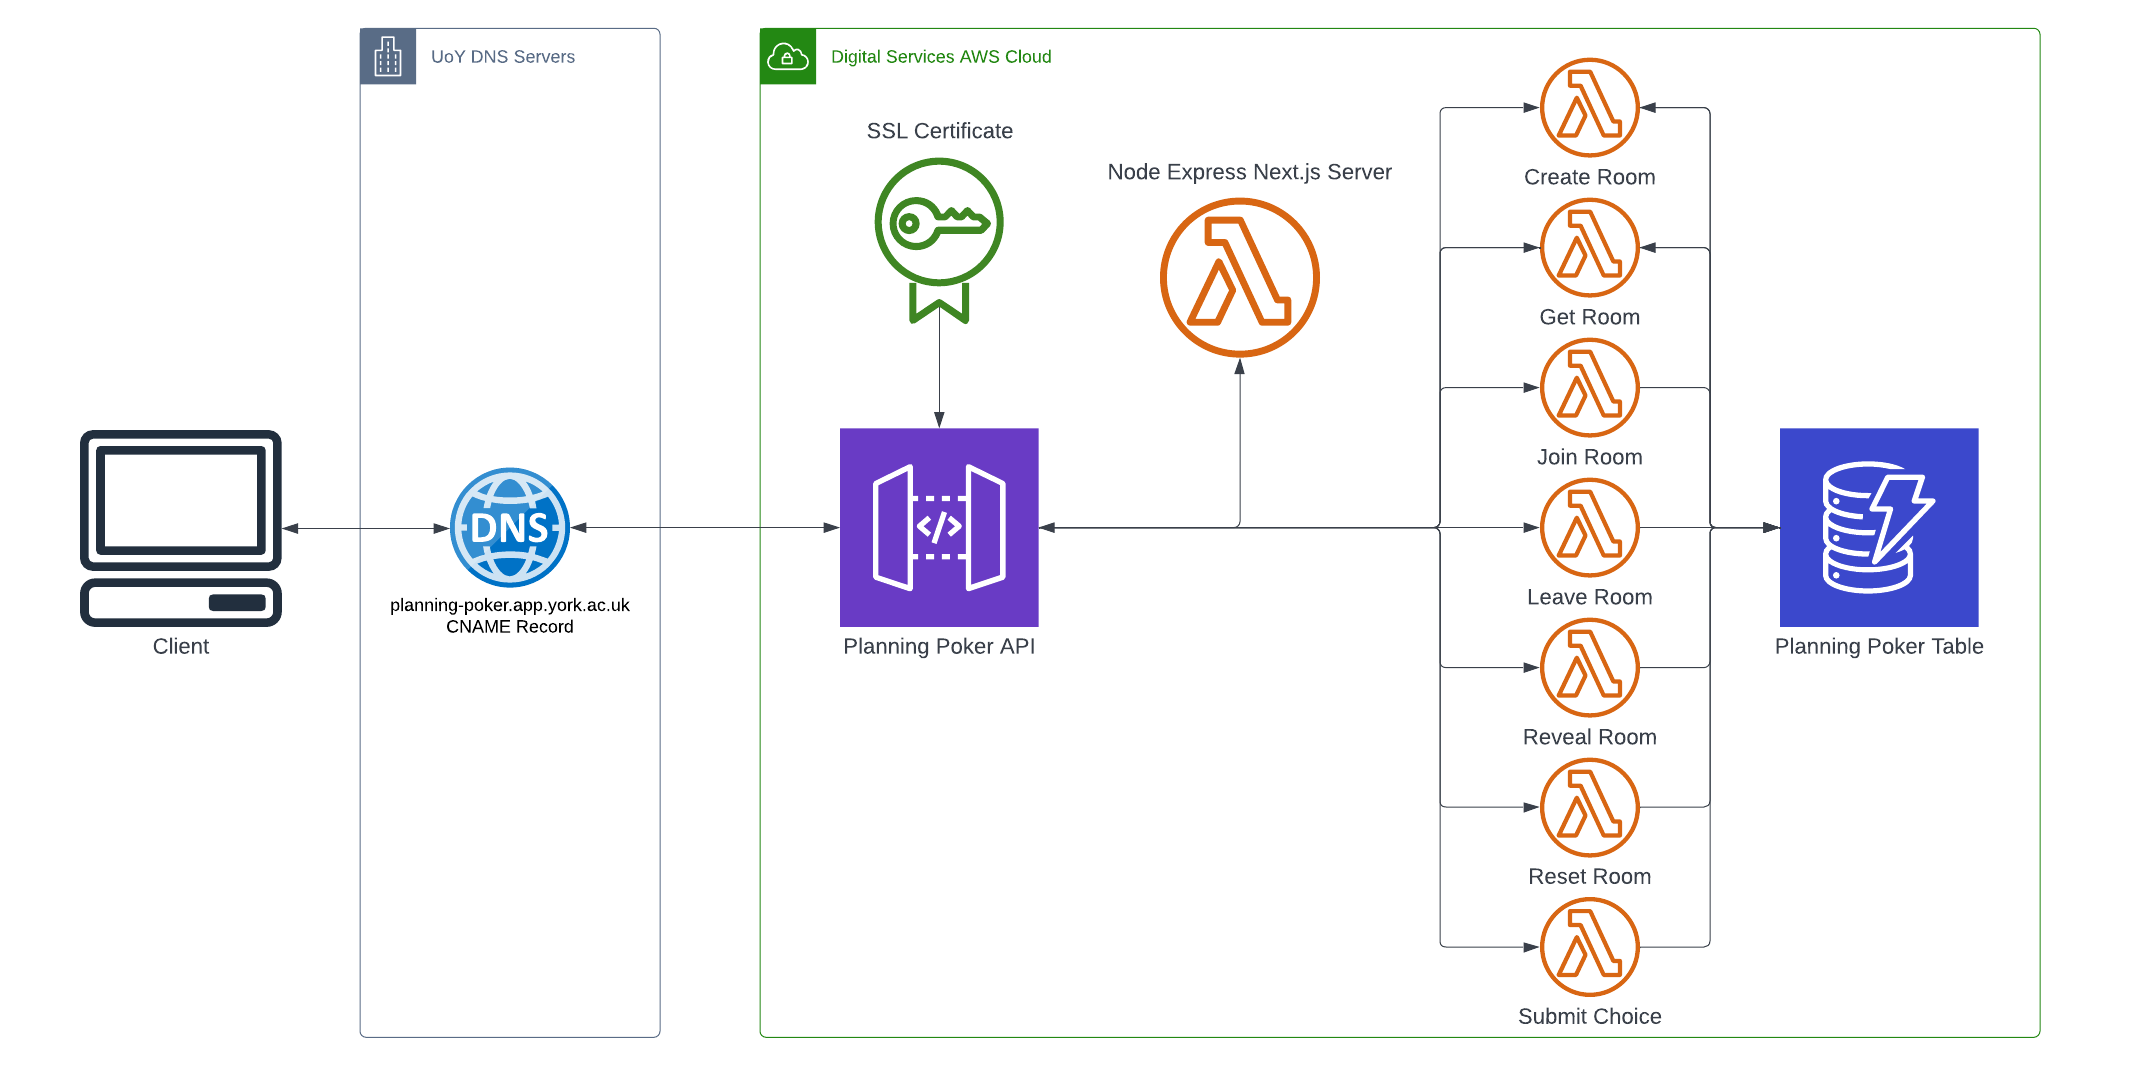 UoY DNS Servers
Digital Services AWS Cloud
SSL Certificate
Node Express Next.js Server
Create Room
Get Room
Join Room
Leave Room
Reveal Room
Reset Room
Submit Choice
Client
DNS
planning-poker.app.york.ac.uk
CNAME Record
</>
Planning Poker API
Planning Poker Table